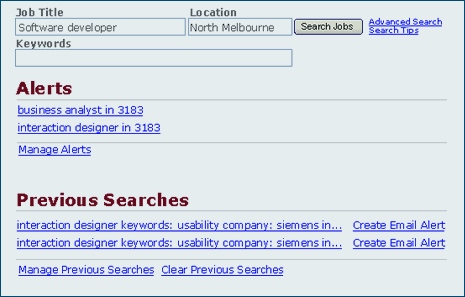 Job Title Location
Software developer North Melbourne Search Jobs Advanced Search
Search Tips
Keywords
Alerts
business analyst in 3183
interaction designer in 3183
Manage Alerts
Previous Searches
interaction designer keywords: usability company: siemens in... Create Email Alert
interaction designer keywords: usability company: siemens in... Create Email Alert
Manage Previous Searches Clear Previous Searches